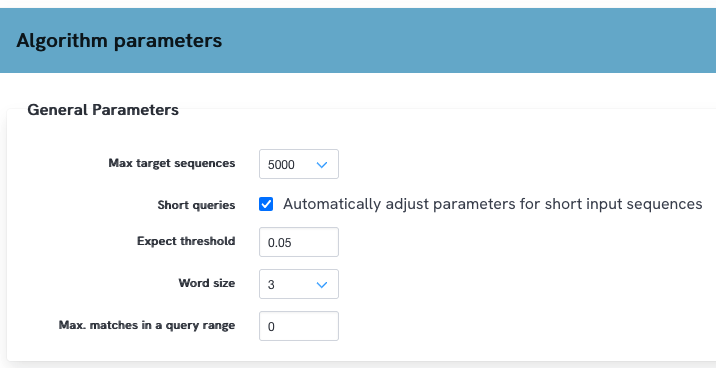 Algorithm parameters
General Parameters
Max target sequences 5000
Short queries Automatically adjust parameters for short input sequences
Expect threshold 0.05
Word size 3
Max. matches in a query range 0